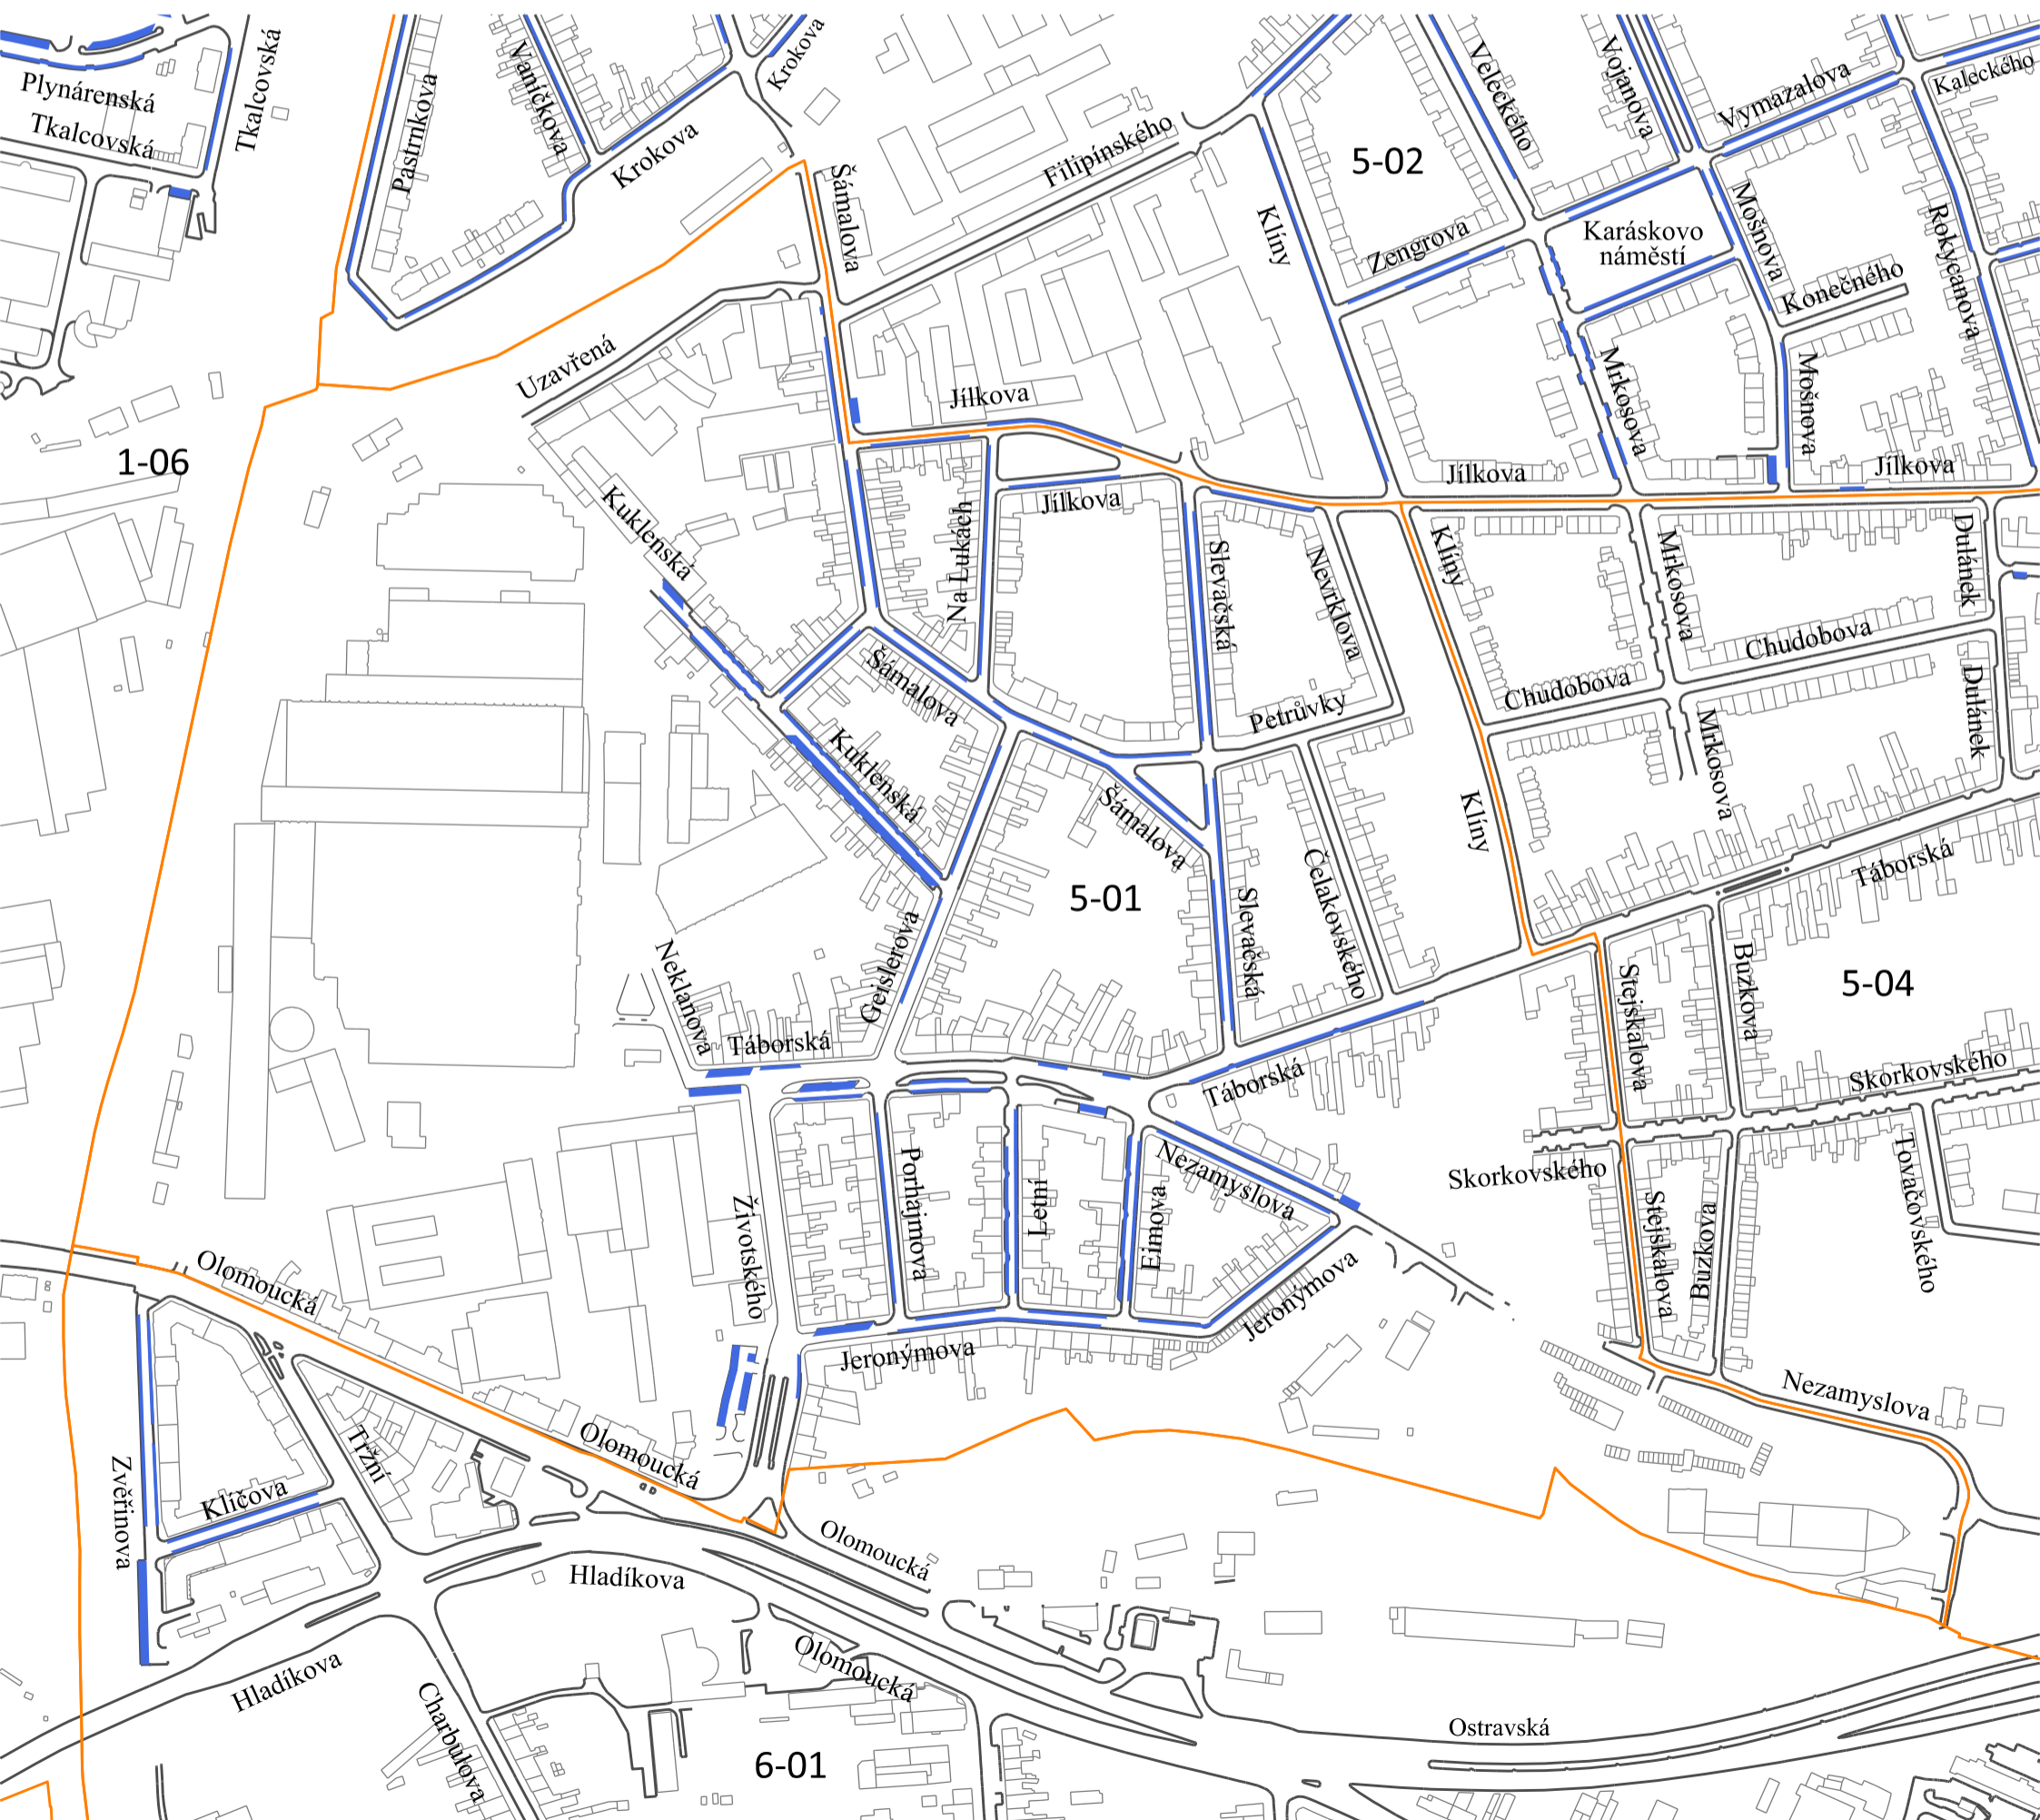 Plynárenská
Tkalcovská
Tkalcovská
Pastrnkova
Vaníčkova
Krokova
Krokova
Šámalova
Filipínského
Klíny
5-02
Veleckého
Vojanova
Vymazalova
Kaleckého
Zengrova
Karáskovo
náměstí
Mošnova
Konečného
Rokycanova
Uzavřená
Jílkova
Mrkosova
Mošnova
1-06
Jílkova
Jílkova
Kuklenská
Jílkova
Na Lukách
Slevačská
Nevrklova
Klíny
Mrkosova
Dulánek
Chudobova
Šámalova
Chudobova
Petrůvky
Dulánek
Mrkosova
Kuklenská
Šámalova
Klíny
Čelakovského
Táborská
5-01
Slevačská
Geislerova
Neklanova
Buzkova
5-04
Stejskalova
Táborská
Táborská
Skorkovského
Nezamyslova
Skorkovského
Porhajmova
Letní
Eimova
Životského
Stejskalova
Buzkova
Tovačovského
Olomoucká
Jeronýmova
Jeronýmova
Nezamyslova
Tržní
Olomoucká
Zvěřinova
Klíčova
Olomoucká
Hladíkova
Olomoucká
Hladíkova
Charbulova
Ostravská
6-01